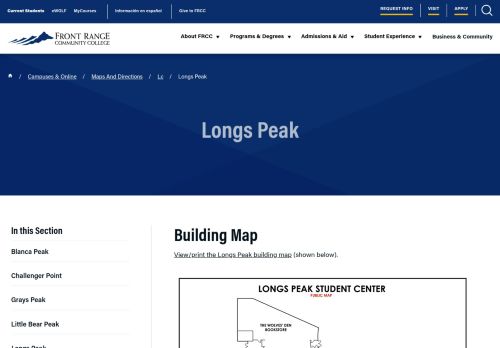 Current Students eWOLF MyCourses Información en español Give to FRCC REQUEST INFO VISIT APPLY
FRONT RANGE
COMMUNITY COLLEGE
About FRCC Programs & Degrees Admissions & Aid Student Experience Business & Community
/ Campuses & Online / Maps And Directions / Lc / Longs Peak
Longs Peak
In this Section
Blanca Peak
Challenger Point
Grays Peak
Little Bear Peak
Longs Peak
Building Map
View/print the Longs Peak building map (shown below).
LONGS PEAK STUDENT CENTER
PUBLIC MAP
THE WOLVES' DEN
BOOKSTORE